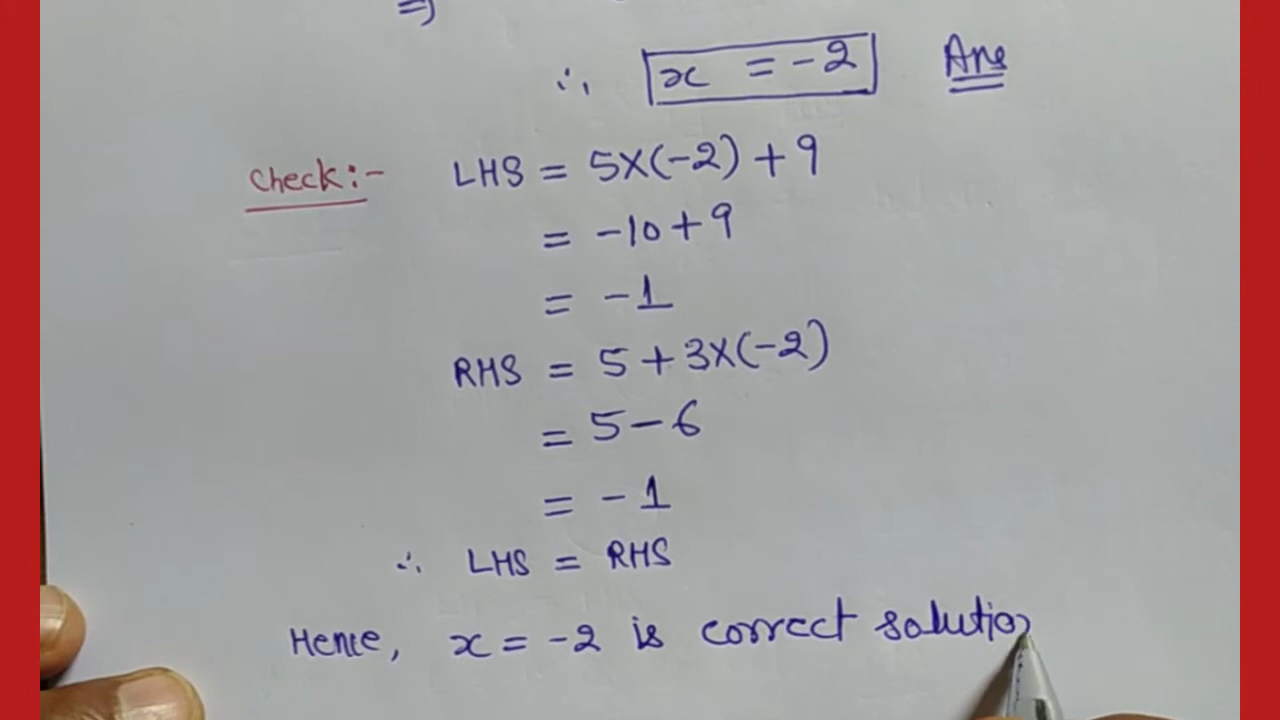 ⇒
∴ x = -2 Ans
Check:- LHS = 5×(-2) + 9
= -10 + 9
= -1
RHS = 5 + 3×(-2)
= 5 - 6
= -1
∴ LHS = RHS
Hence, x = -2 is correct solution